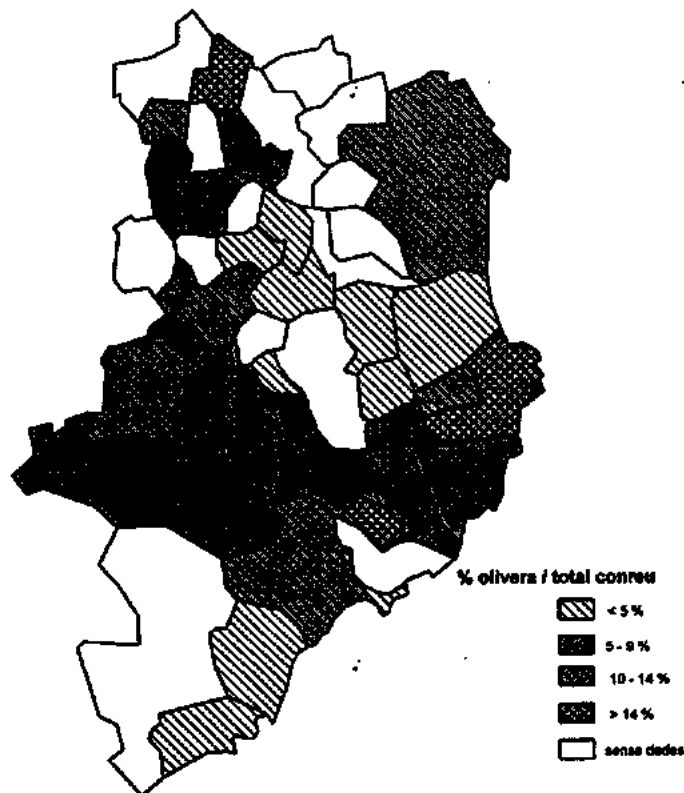 % olivera / total conreu
< 5 %
5 - 9 %
10 - 14 %
> 14 %
sense dades